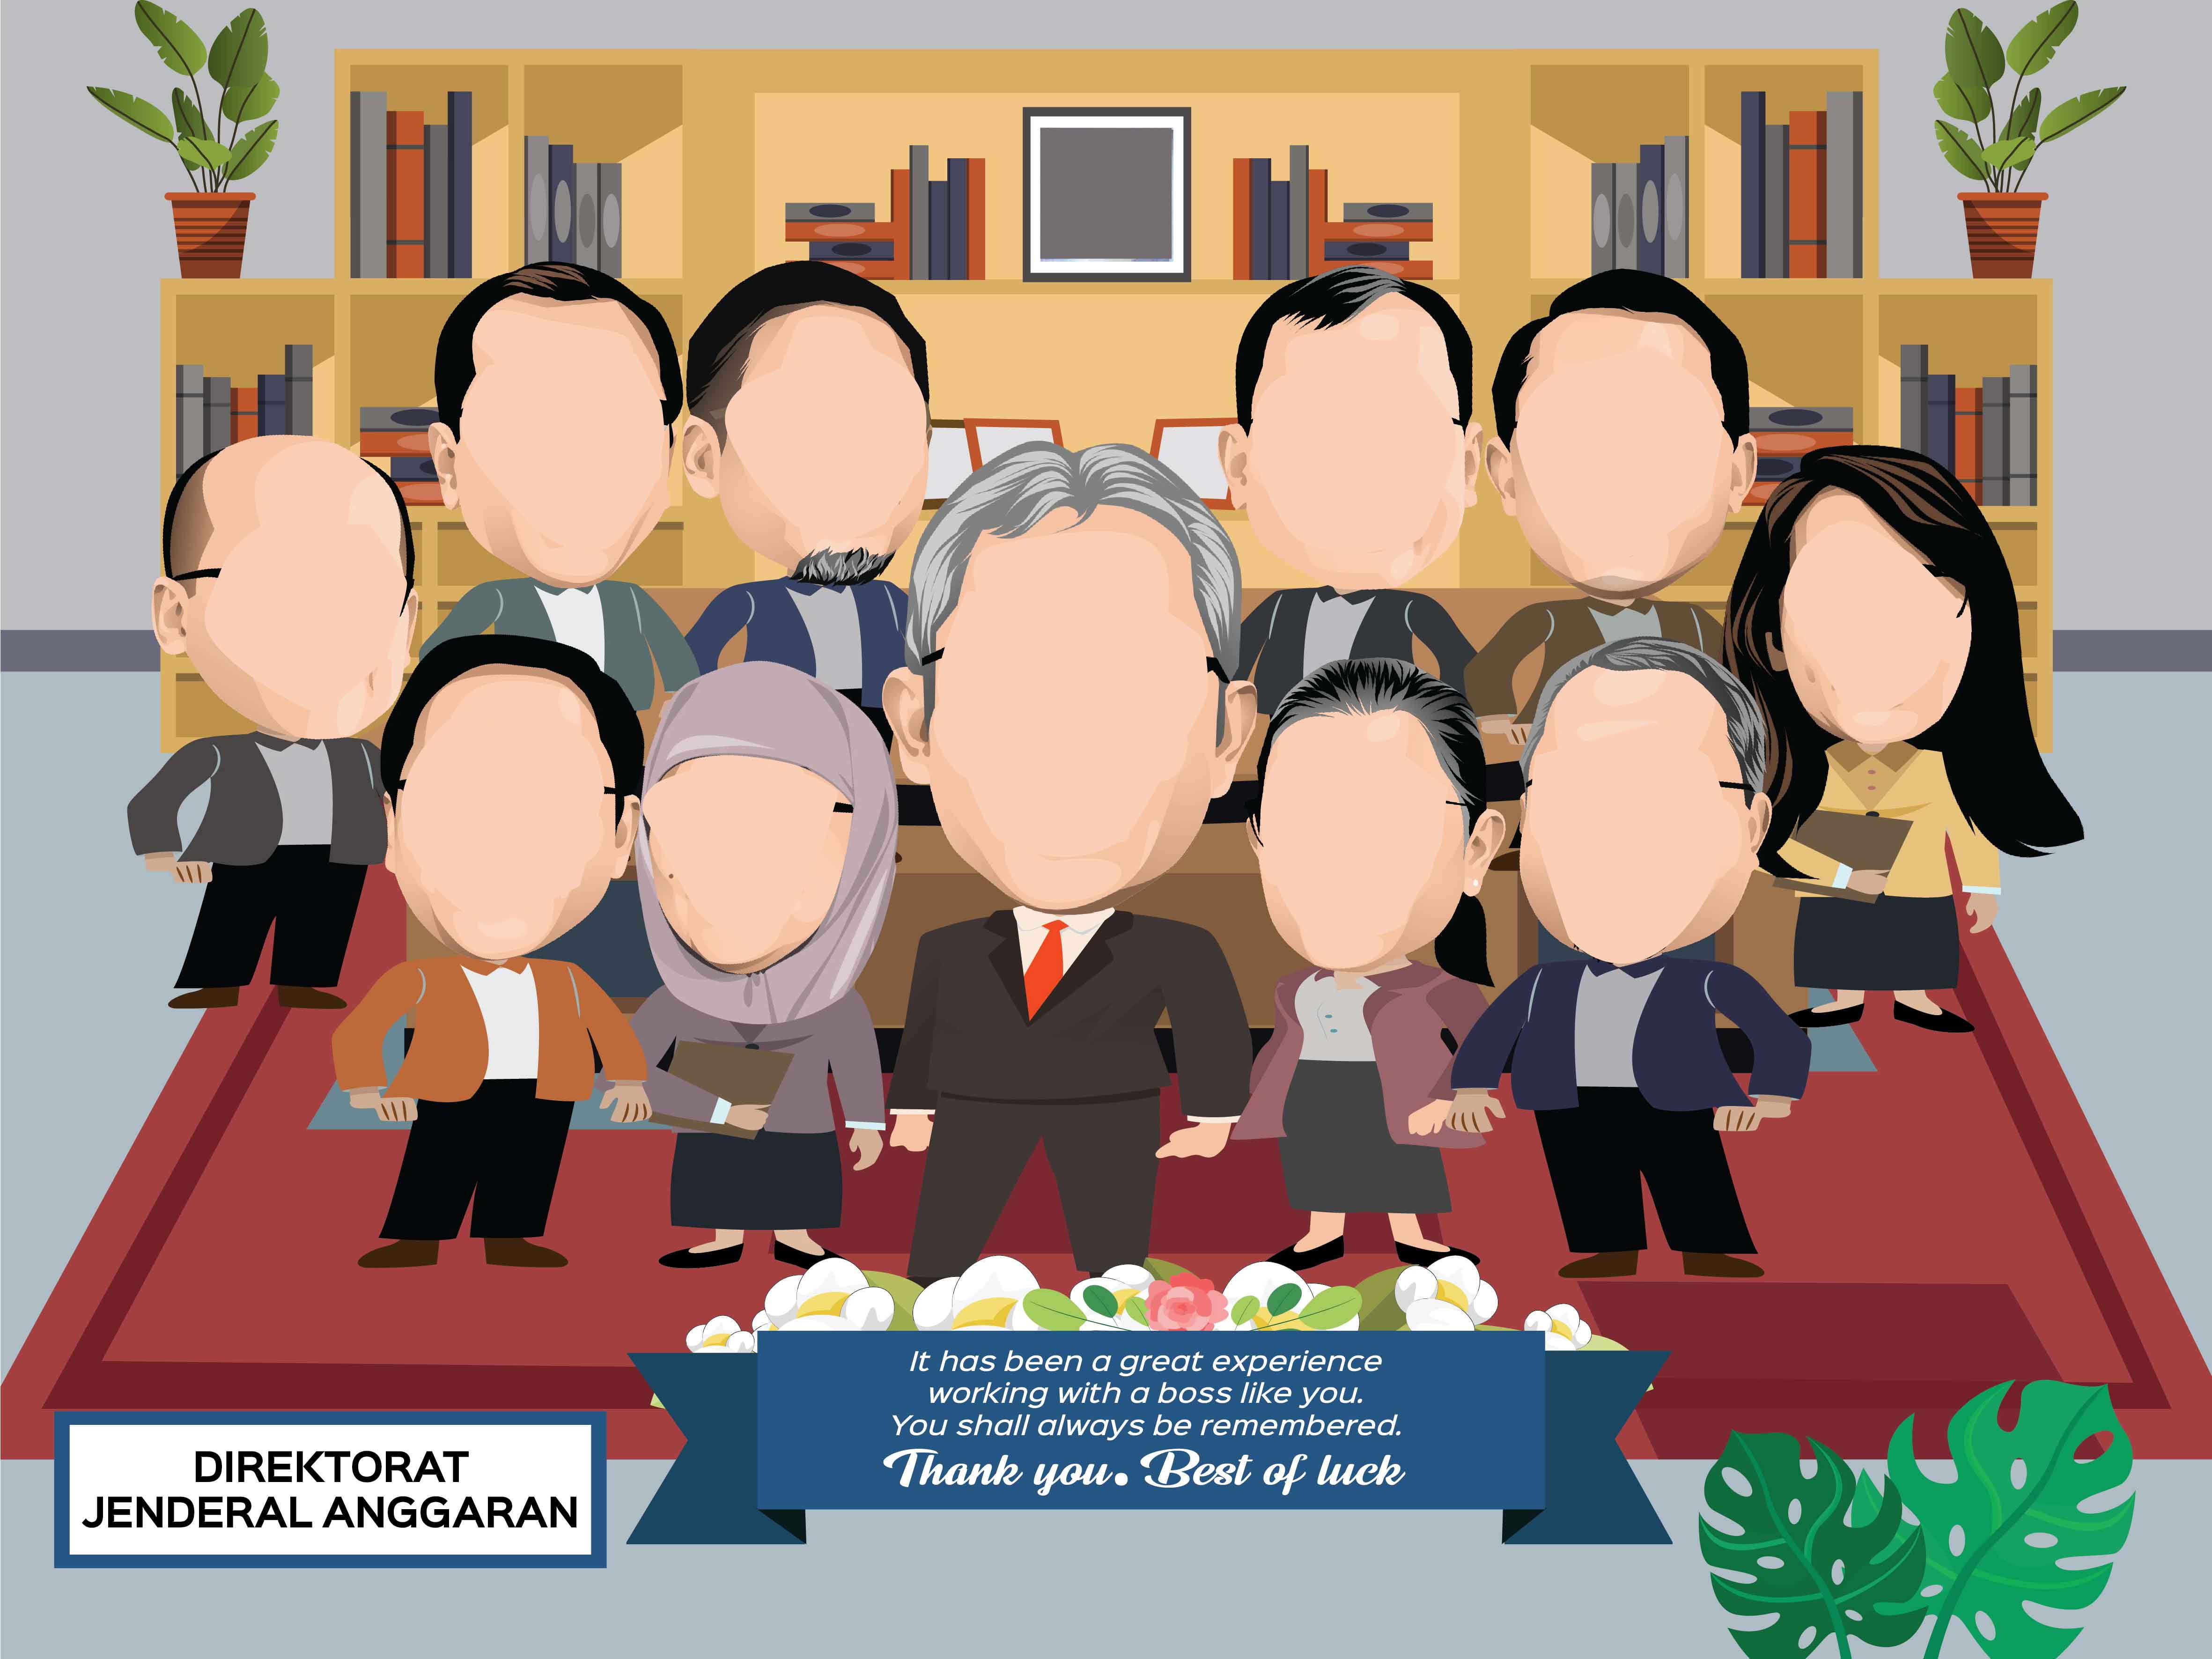 It has been a great experience
working with a boss like you.
You shall always be remembered.
Thank you. Best of luck
DIREKTORAT
JENDERAL ANGGARAN